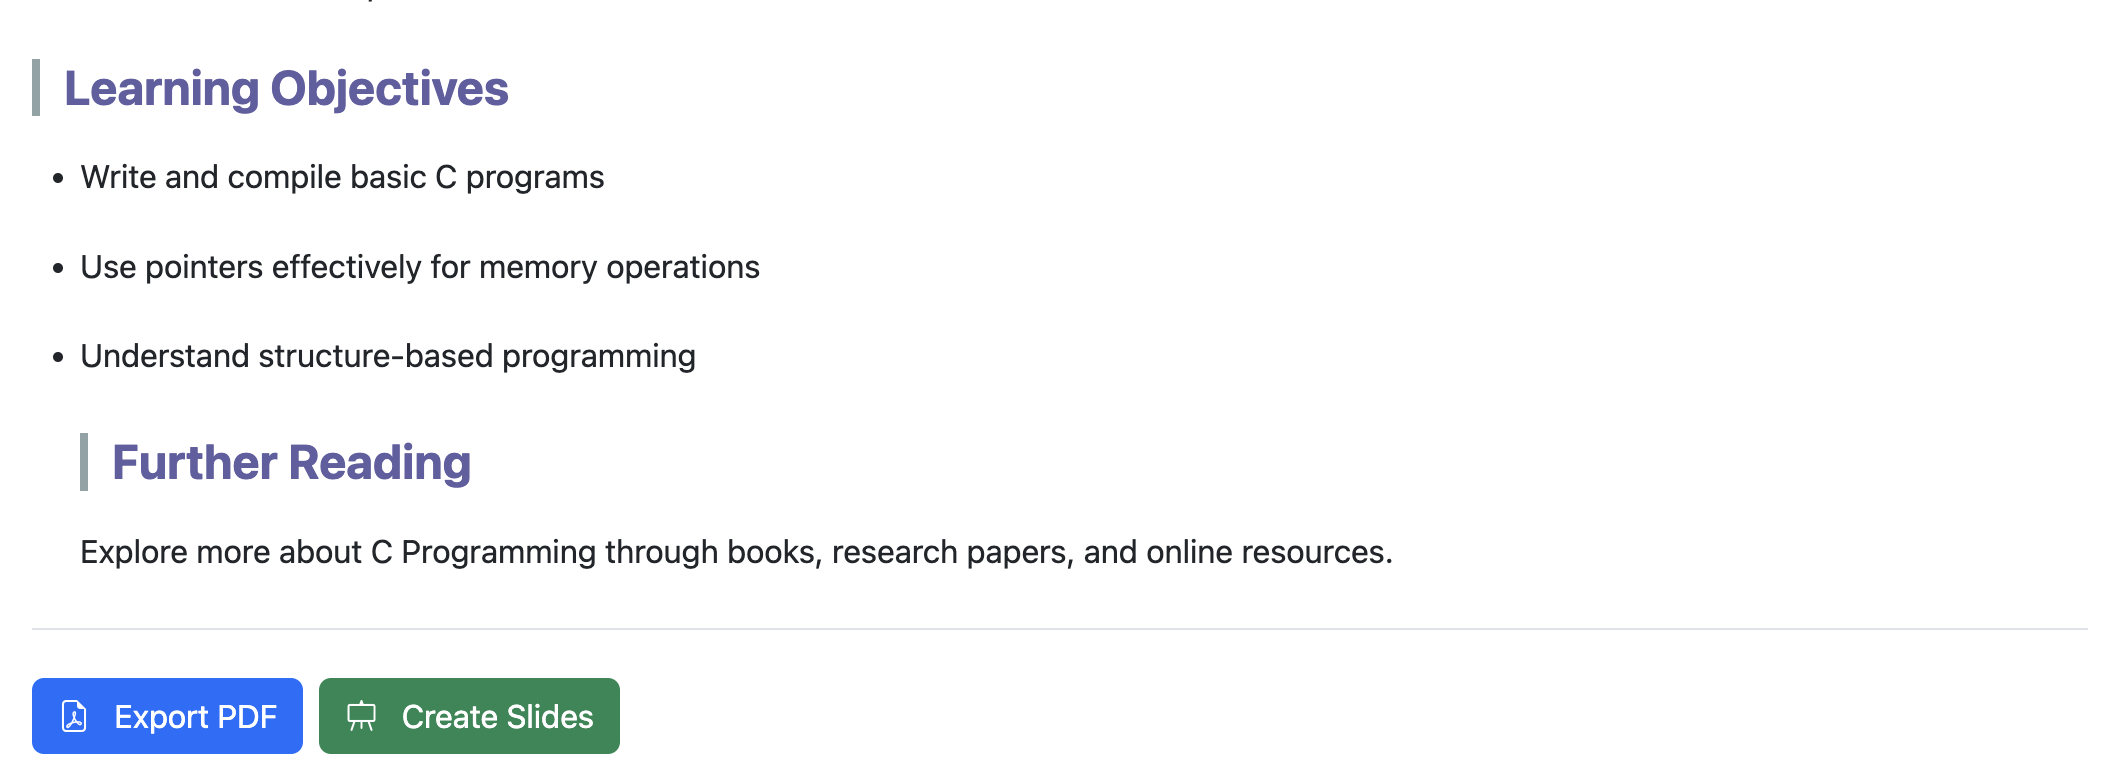 Learning Objectives
Write and compile basic C programs
Use pointers effectively for memory operations
Understand structure-based programming
Further Reading
Explore more about C Programming through books, research papers, and online resources.
Export PDF
Create Slides